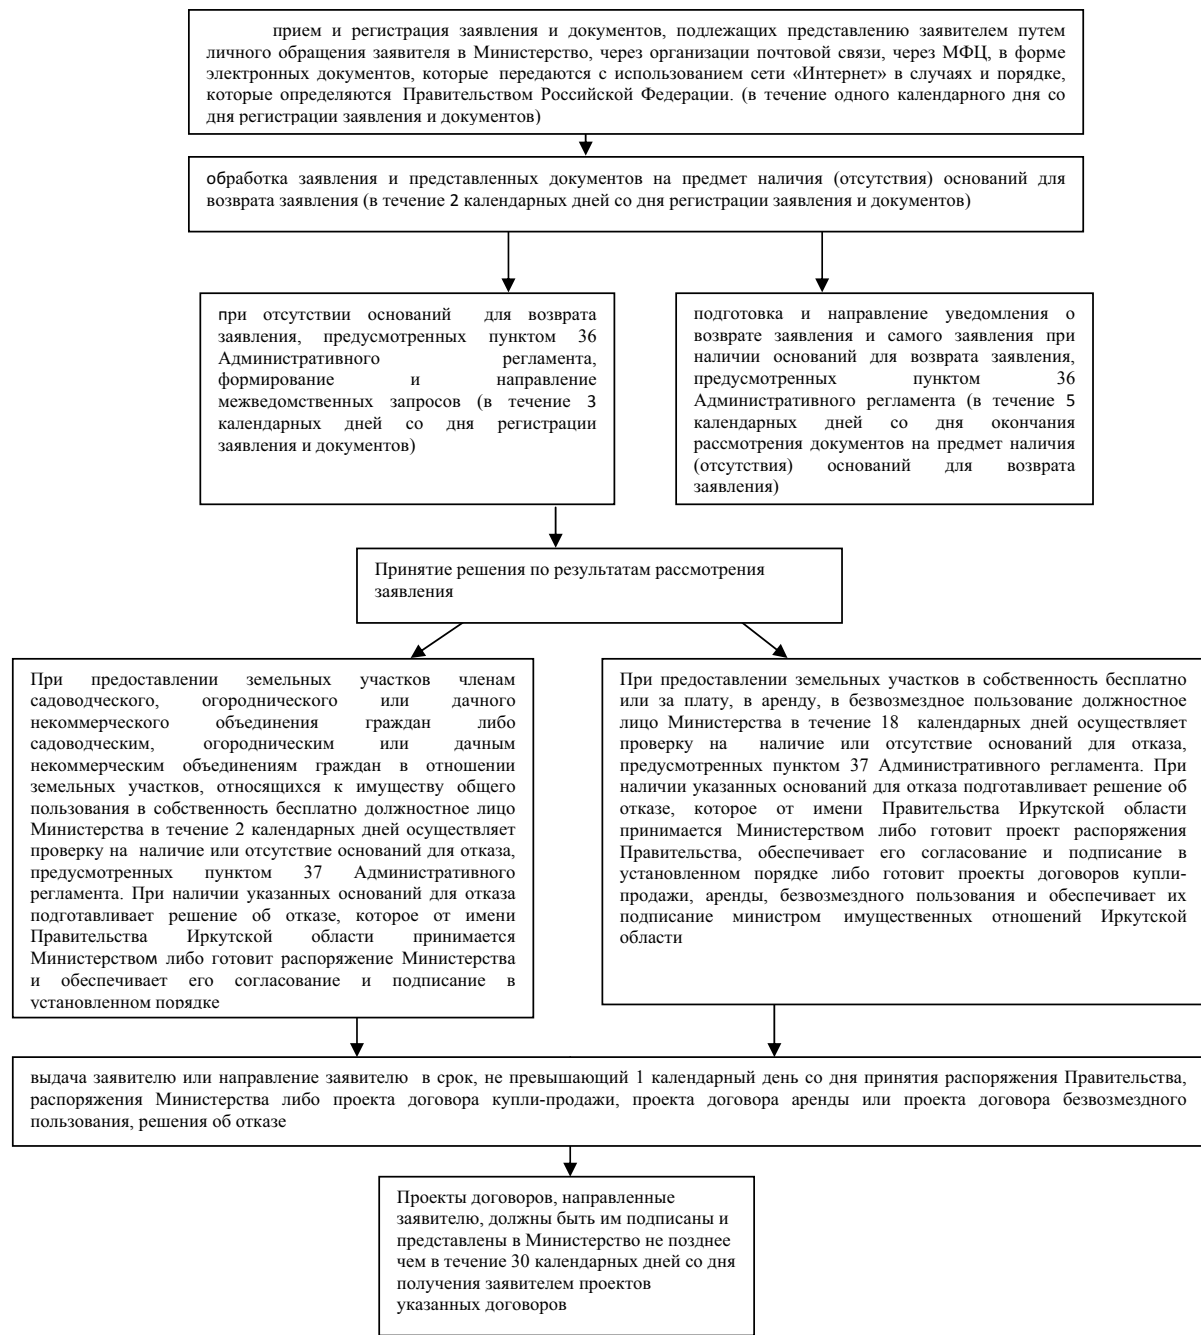 прием и регистрация заявления и документов, подлежащих представлению заявителем путем
личного обращения заявителя в Министерство, через организации почтовой связи, через МФЦ, в форме
электронных документов, которые передаются с использованием сети «Интернет» в случаях и порядке,
которые определяются Правительством Российской Федерации. (в течение одного календарного дня со
дня регистрации заявления и документов)
обработка заявления и представленных документов на предмет наличия (отсутствия) оснований для
возврата заявления (в течение 2 календарных дней со дня регистрации заявления и документов)
при отсутствии оснований для возврата
заявления, предусмотренных пунктом 36
Административного регламента,
формирование и направление
межведомственных запросов (в течение 3
календарных дней со дня регистрации
заявления и документов)
подготовка и направление уведомления о
возврате заявления и самого заявления при
наличии оснований для возврата заявления,
предусмотренных пунктом 36
Административного регламента (в течение 5
календарных дней со дня окончания
рассмотрения документов на предмет наличия
(отсутствия) оснований для возврата
заявления)
Принятие решения по результатам рассмотрения
заявления
При предоставлении земельных участков членам
садоводческого, огороднического или дачного
некоммерческого объединения граждан либо
садоводческим, огородническим или дачным
некоммерческим объединениям граждан в отношении
земельных участков, относящихся к имуществу общего
пользования в собственность бесплатно должностное лицо
Министерства в течение 2 календарных дней осуществляет
проверку на наличие или отсутствие оснований для отказа,
предусмотренных пунктом 37 Административного
регламента. При наличии указанных оснований для отказа
подготавливает решение об отказе, которое от имени
Правительства Иркутской области принимается
Министерством либо готовит распоряжение Министерства
и обеспечивает его согласование и подписание в
установленном порядке
При предоставлении земельных участков в собственность бесплатно
или за плату, в аренду, в безвозмездное пользование должностное
лицо Министерства в течение 18 календарных дней осуществляет
проверку на наличие или отсутствие оснований для отказа,
предусмотренных пунктом 37 Административного регламента. При
наличии указанных оснований для отказа подготавливает решение об
отказе, которое от имени Правительства Иркутской области
принимается Министерством либо готовит проект распоряжения
Правительства, обеспечивает его согласование и подписание в
установленном порядке либо готовит проекты договоров купли-
продажи, аренды, безвозмездного пользования и обеспечивает их
подписание министром имущественных отношений Иркутской
области
выдача заявителю или направление заявителю в срок, не превышающий 1 календарный день со дня принятия распоряжения Правительства,
распоряжения Министерства либо проекта договора купли-продажи, проекта договора аренды или проекта договора безвозмездного
пользования, решения об отказе
Проекты договоров, направленные
заявителю, должны быть им подписаны и
представлены в Министерство не позднее
чем в течение 30 календарных дней со дня
получения заявителем проектов
указанных договоров